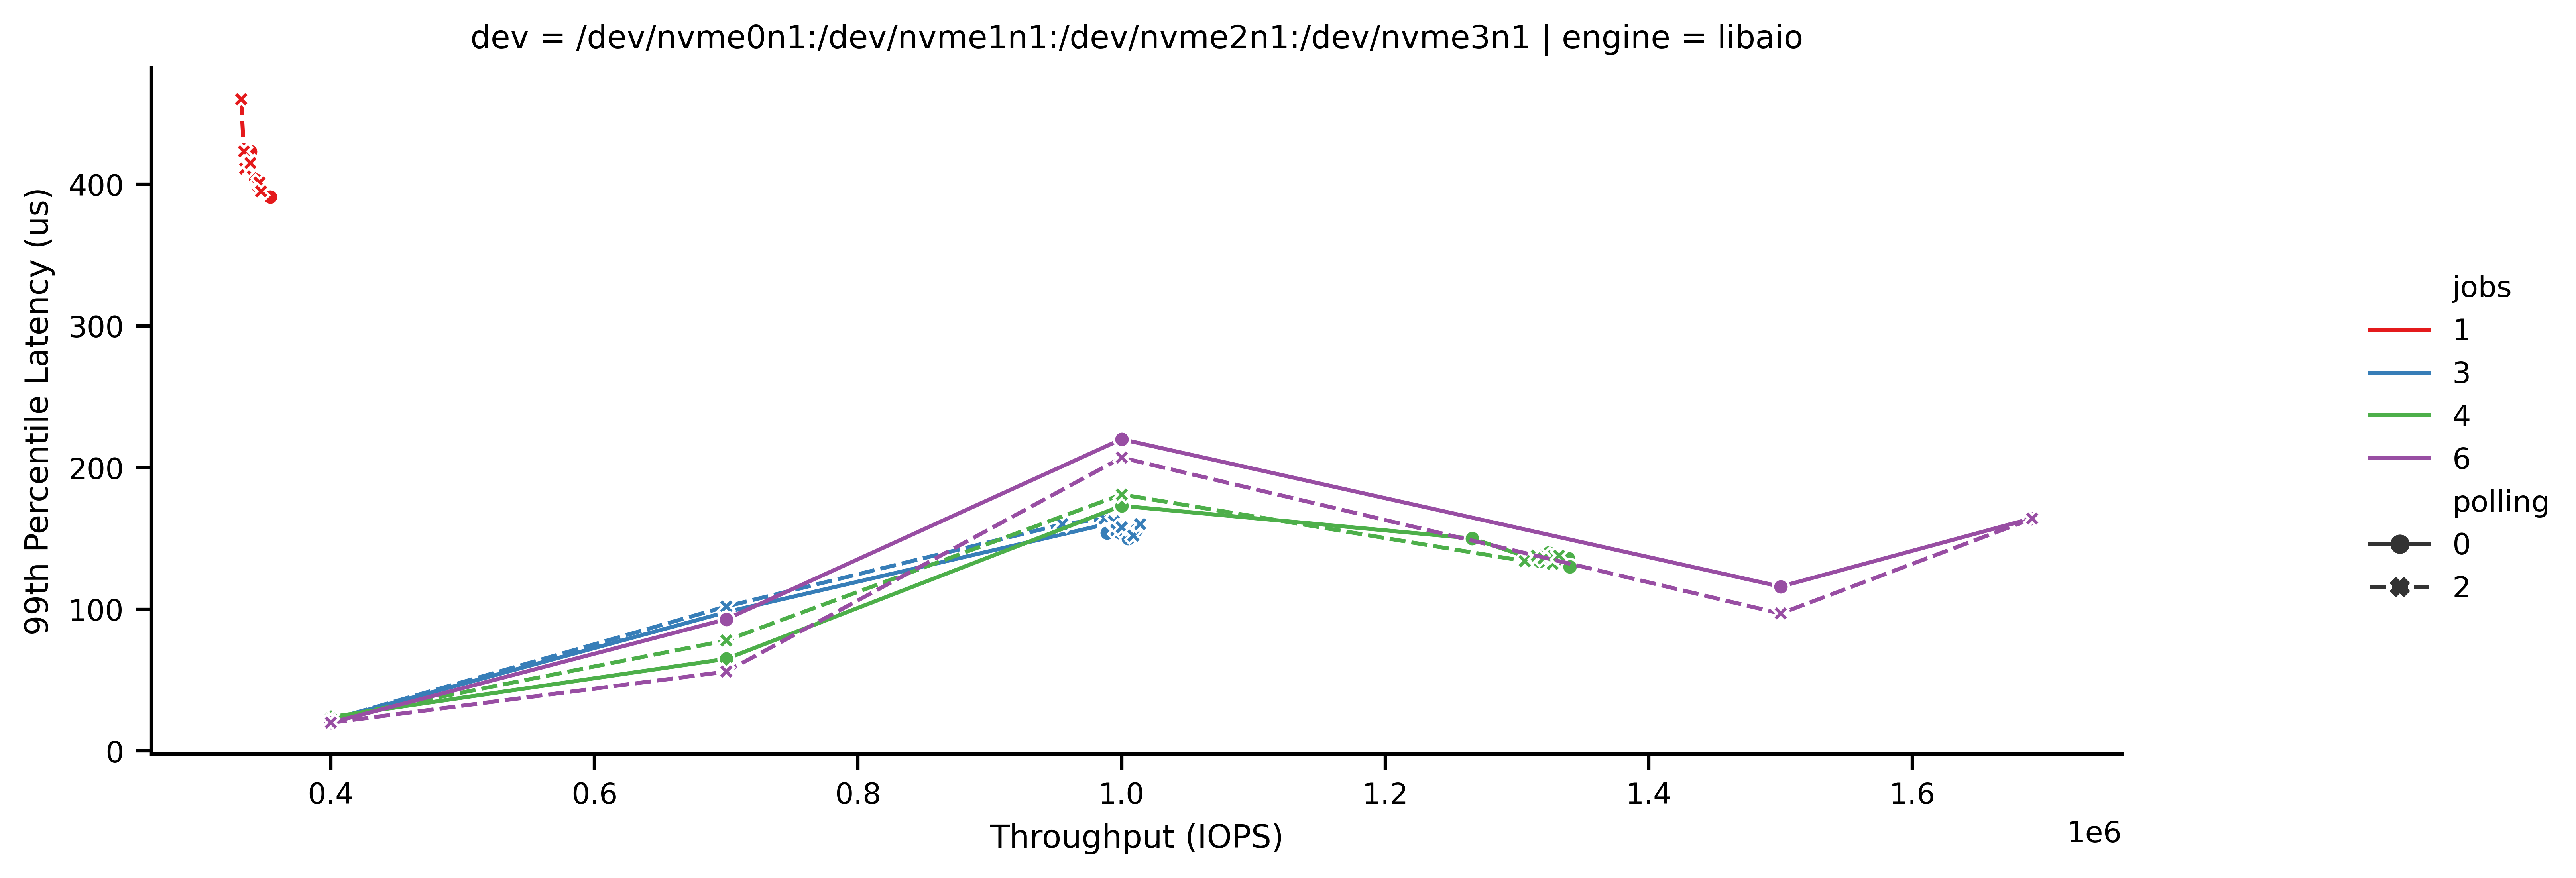 dev = /dev/nvme0n1:/dev/nvme1n1:/dev/nvme2n1:/dev/nvme3n1 | engine = libaio
99th Percentile Latency (us)
400
300
200
100
0
0.4 0.6 0.8 1.0 1.2 1.4 1.6
1e6
Throughput (IOPS)
jobs
1
3
4
6
polling
0
2